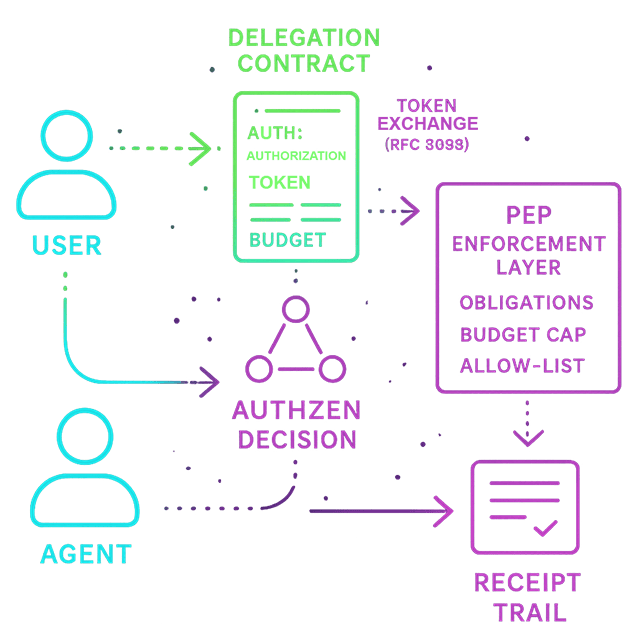 DELEGATION
CONTRACT
TOKEN
EXCHANGE
(RFC 3099)
AUTH:
AUTHORIZATION
TOKEN
BUDGET
USER
PEP
ENFORCEMENT
LAYER
OBLIGATIONS
BUDGET CAP
ALLOW-LIST
AUTHZEN
DECISION
AGENT
RECEIPT
TRAIL